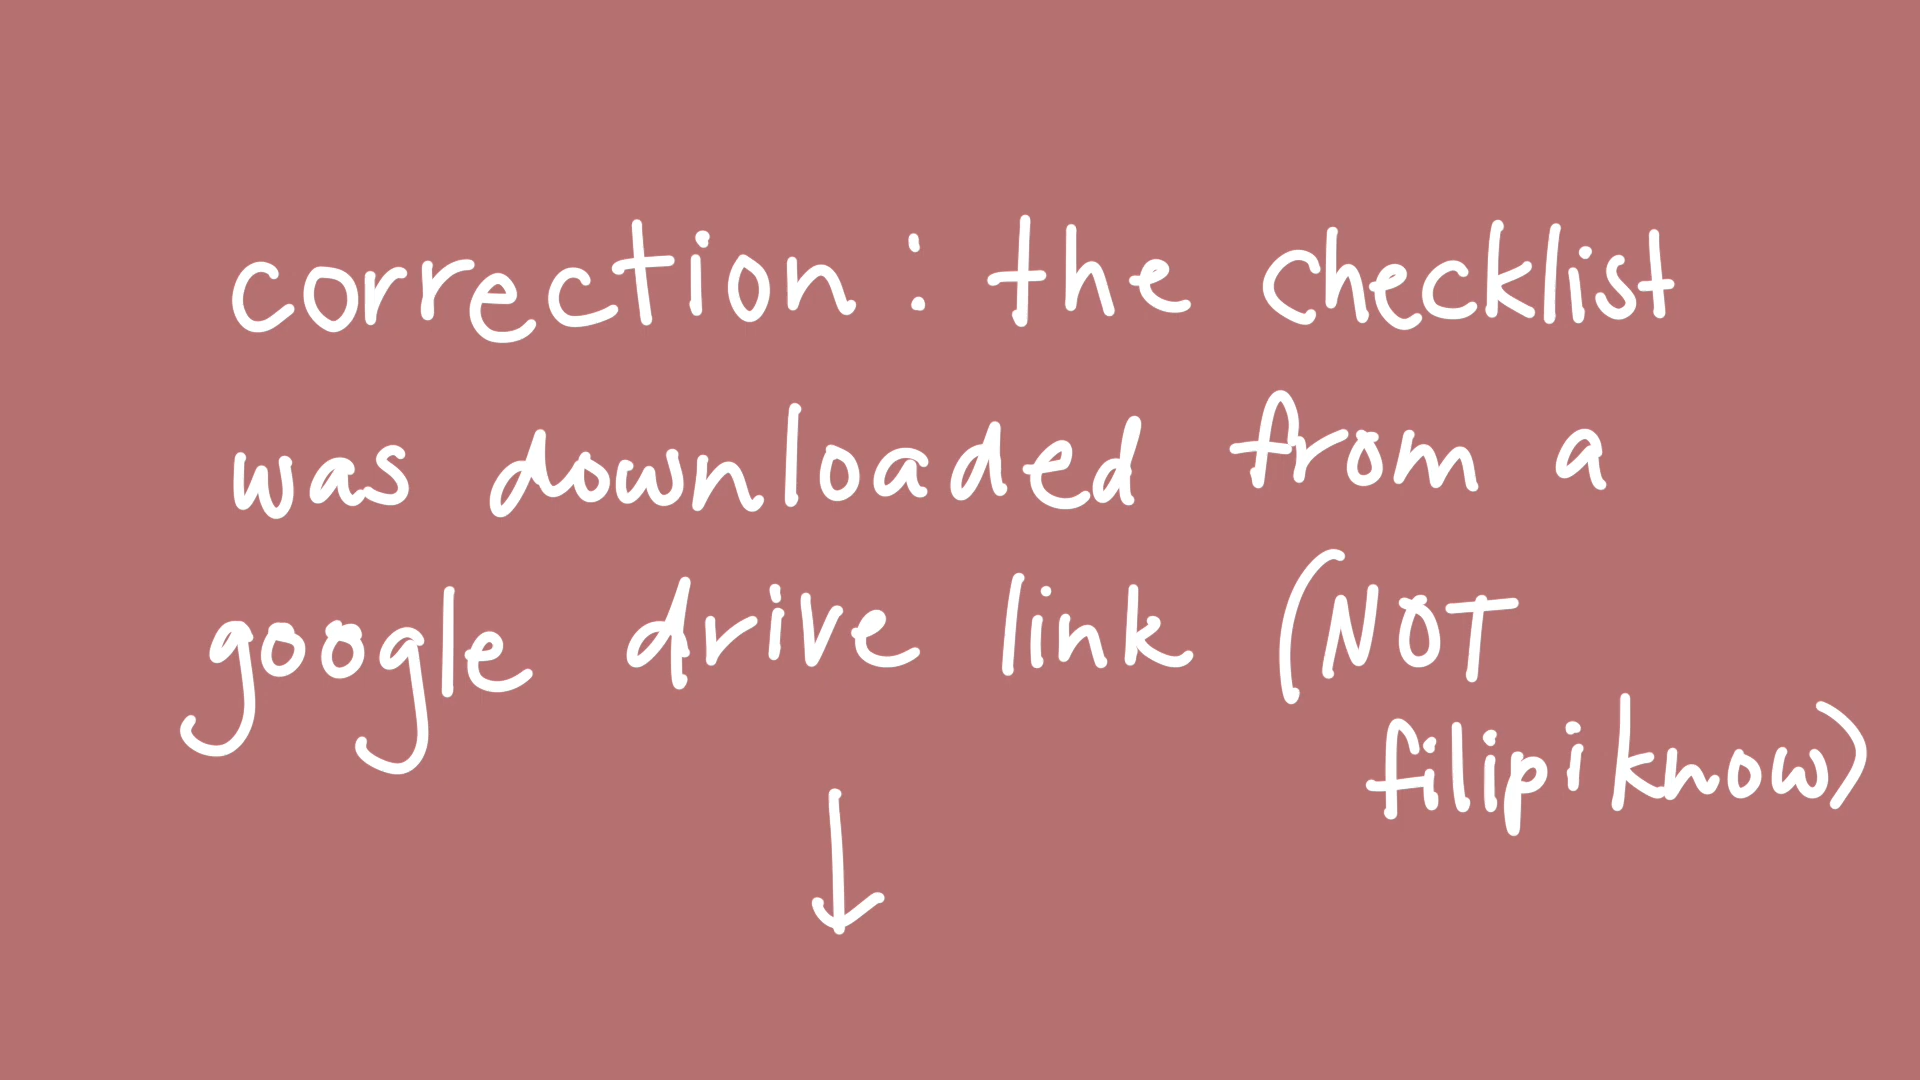 correction: the checklist
was downloaded from a
google drive link (NOT
filipiknow)